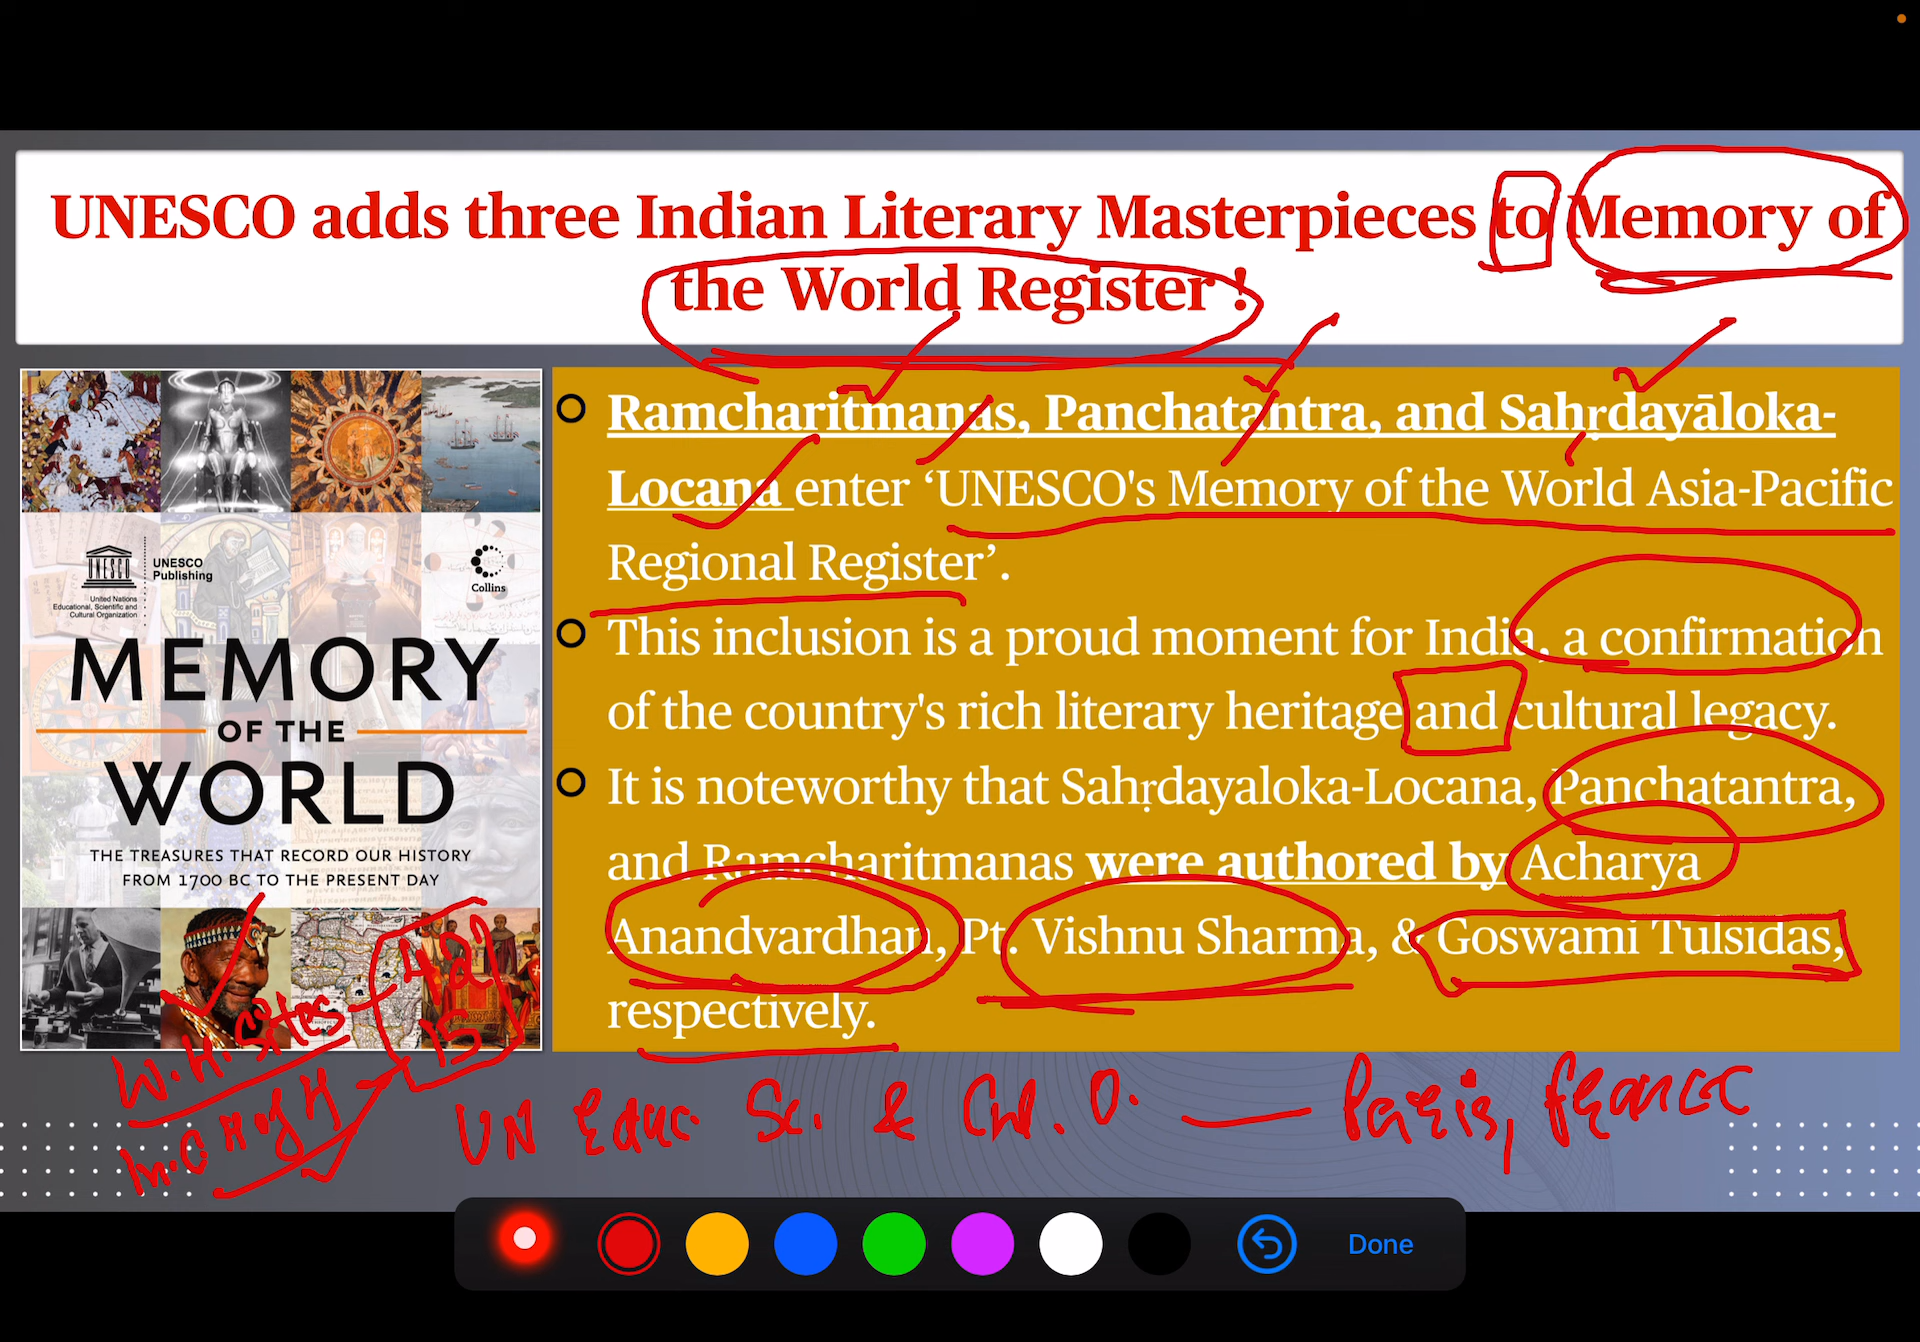 UNESCO adds three Indian Literary Masterpieces to Memory of
the World Register !
UNESCO
United Nations
Educational, Scientific and
Cultural Organization
UNESCO
Publishing
Collins
MEMORY
OF THE
WORLD
THE TREASURES THAT RECORD OUR HISTORY
FROM 1700 BC TO THE PRESENT DAY
Ramcharitmanas, Panchatantra, and Sahṛdayāloka-
Locana enter ‘UNESCO's Memory of the World Asia-Pacific
Regional Register’.
This inclusion is a proud moment for India, a confirmation
of the country's rich literary heritage and cultural legacy.
It is noteworthy that Sahṛdayaloka-Locana, Panchatantra,
and Ramcharitmanas were authored by Acharya
Anandvardhan, Pt. Vishnu Sharma, & Goswami Tulsidas,
respectively.
W.H. Sites 42
of H 15
UN Educ. Sc. & Cul. O. — Paris, France
Done